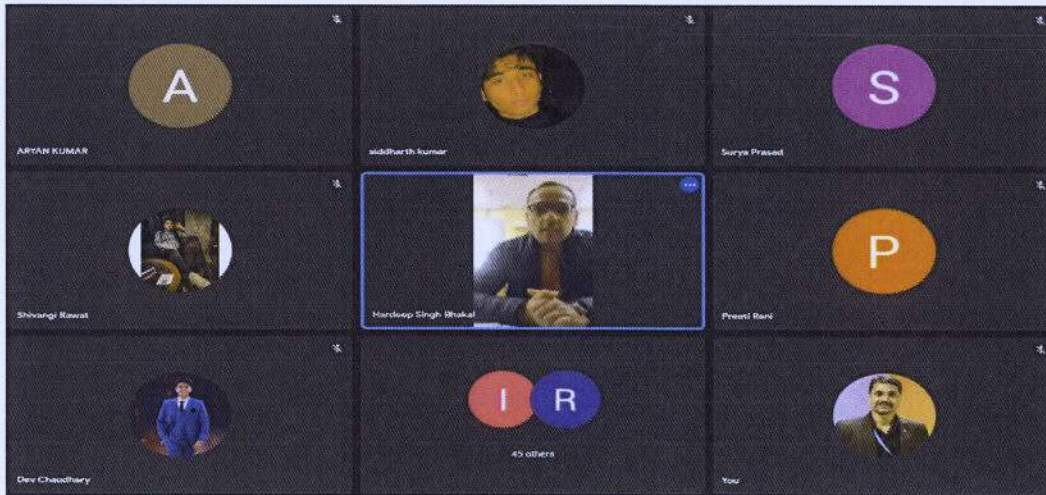 A
ARYAN KUMAR
siddharth kumar
S
Surya Prasad
Shivangi Rawat
Hardeep Singh Bhakal
P
Preeti Rani
Dev Chaudhary
I R
45 others
You